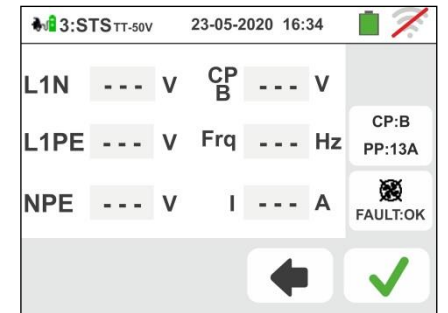 3:STS TT-50V 23-05-2020 16:34
L1N --- V CP B --- V
L1PE --- V Frq --- Hz
NPE --- V I --- A
CP:B
PP:13A
FAULT:OK